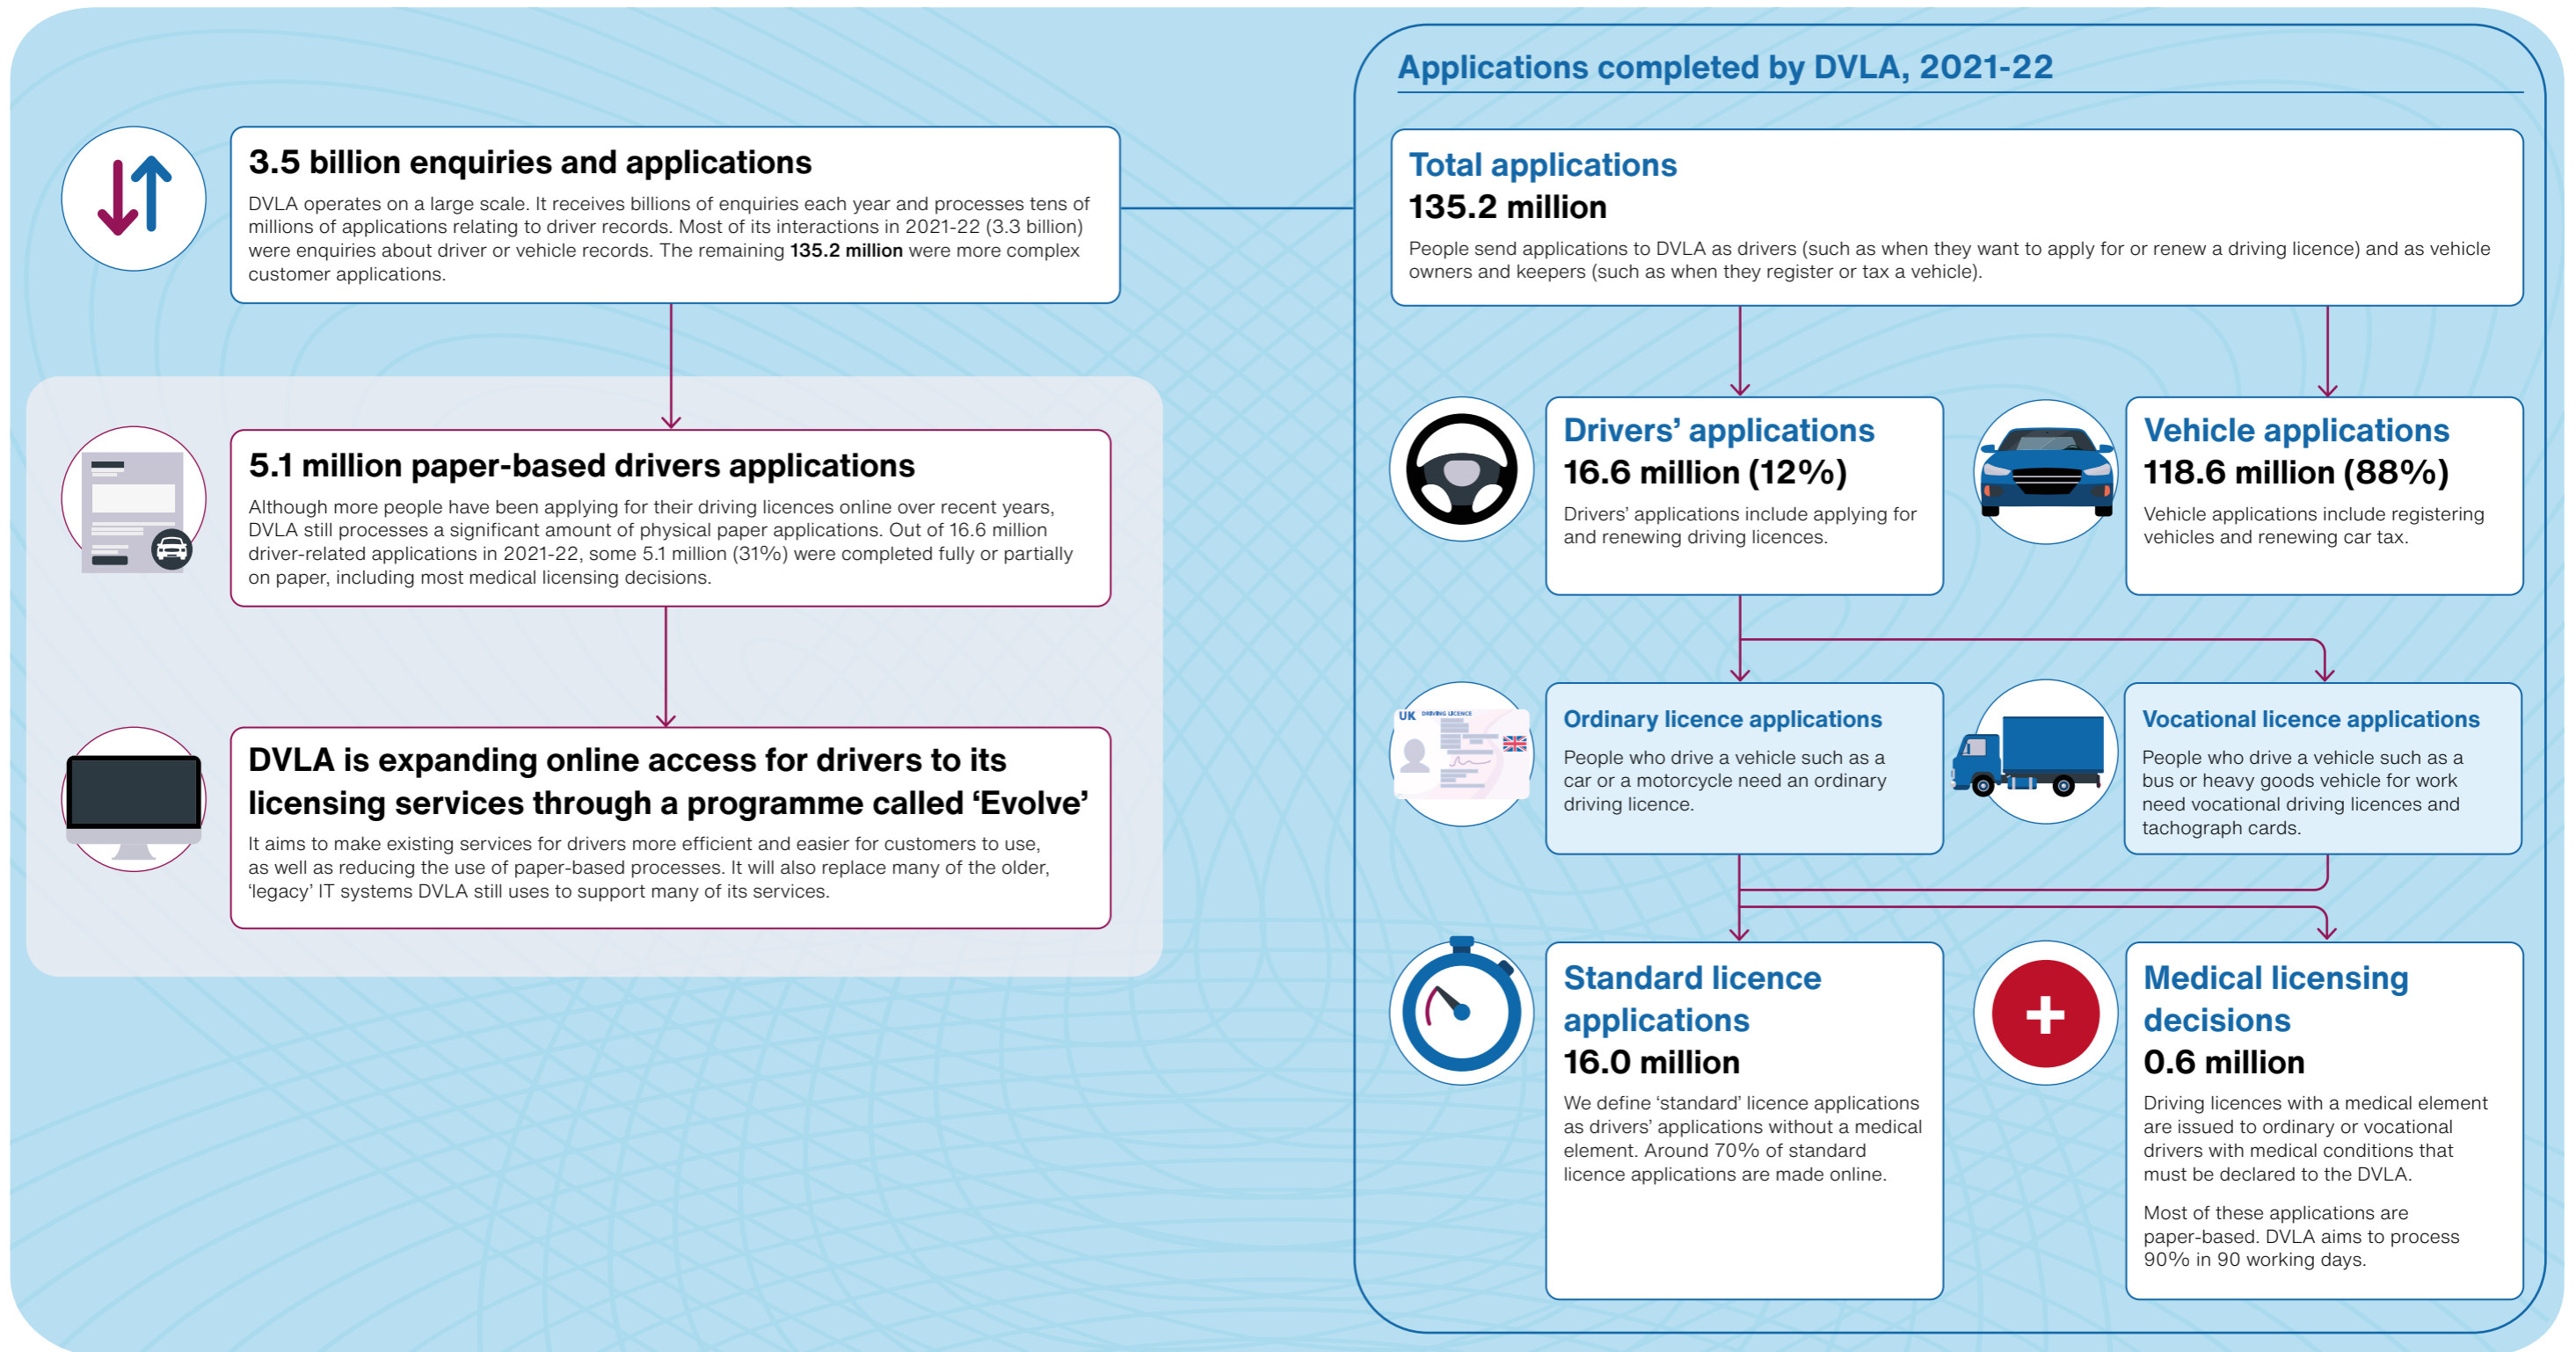 3.5 billion enquiries and applications
DVLA operates on a large scale. It receives billions of enquiries each year and processes tens of
millions of applications relating to driver records. Most of its interactions in 2021-22 (3.3 billion)
were enquiries about driver or vehicle records. The remaining 135.2 million were more complex
customer applications.
5.1 million paper-based drivers applications
Although more people have been applying for their driving licences online over recent years,
DVLA still processes a significant amount of physical paper applications. Out of 16.6 million
driver-related applications in 2021-22, some 5.1 million (31%) were completed fully or partially
on paper, including most medical licensing decisions.
DVLA is expanding online access for drivers to its
licensing services through a programme called ‘Evolve’
It aims to make existing services for drivers more efficient and easier for customers to use,
as well as reducing the use of paper-based processes. It will also replace many of the older,
‘legacy’ IT systems DVLA still uses to support many of its services.
Applications completed by DVLA, 2021-22
Total applications
135.2 million
People send applications to DVLA as drivers (such as when they want to apply for or renew a driving licence) and as vehicle
owners and keepers (such as when they register or tax a vehicle).
Drivers’ applications
16.6 million (12%)
Drivers’ applications include applying for
and renewing driving licences.
Vehicle applications
118.6 million (88%)
Vehicle applications include registering
vehicles and renewing car tax.
UK DRIVING LICENCE
Ordinary licence applications
People who drive a vehicle such as a
car or a motorcycle need an ordinary
driving licence.
Vocational licence applications
People who drive a vehicle such as a
bus or heavy goods vehicle for work
need vocational driving licences and
tachograph cards.
Standard licence
applications
16.0 million
We define ‘standard’ licence applications
as drivers’ applications without a medical
element. Around 70% of standard
licence applications are made online.
Medical licensing
decisions
0.6 million
Driving licences with a medical element
are issued to ordinary or vocational
drivers with medical conditions that
must be declared to the DVLA.
Most of these applications are
paper-based. DVLA aims to process
90% in 90 working days.